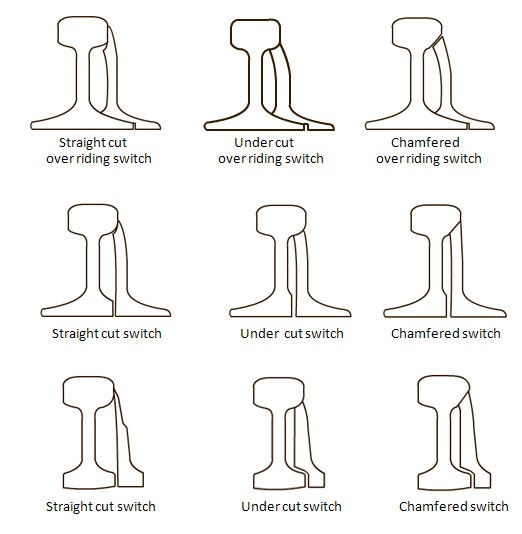 Straight cut
over riding switch
Under cut
over riding switch
Chamfered
over riding switch
Straight cut switch
Under cut switch
Chamfered switch
Straight cut switch
Under cut switch
Chamfered switch